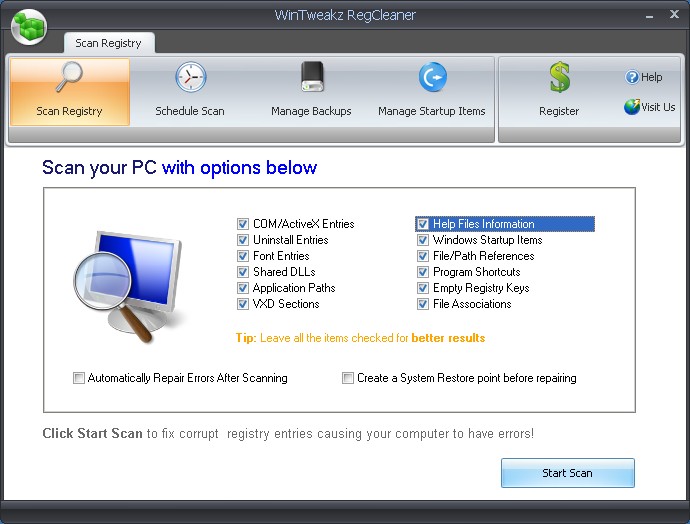 WinTweakz RegCleaner
Scan Registry
Scan Registry
Schedule Scan
Manage Backups
Manage Startup Items
Register
Help
Visit Us
Scan your PC with options below
COM/ActiveX Entries
Help Files Information
Uninstall Entries
Windows Startup Items
Font Entries
File/Path References
Shared DLLs
Program Shortcuts
Application Paths
Empty Registry Keys
VXD Sections
File Associations
Tip: Leave all the items checked for better results
Automatically Repair Errors After Scanning
Create a System Restore point before repairing
Click Start Scan to fix corrupt registry entries causing your computer to have errors!
Start Scan